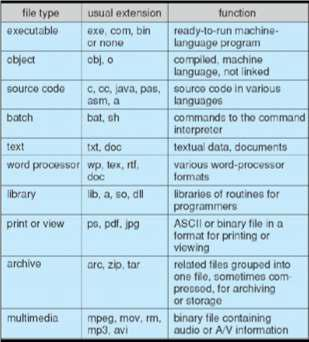 file type usual extension function
executable exe, com, bin ready-to-run machine-
or none language program
object obj, o compiled, machine
language, not linked
source code c, cc, java, pas, source code in various
asm, a languages
batch bat, sh commands to the command
interpreter
text txt, doc textual data, documents
word processor wp, tex, rtf, various word-processor
doc formats
library lib, a, so, dll libraries of routines for
programmers
print or view ps, pdf, jpg ASCII or binary file in a
format for printing or
viewing
archive arc, zip, tar related files grouped into
one file, sometimes com-
pressed, for archiving
or storage
multimedia mpeg, mov, rm, binary file containing
mp3, avi audio or A/V information